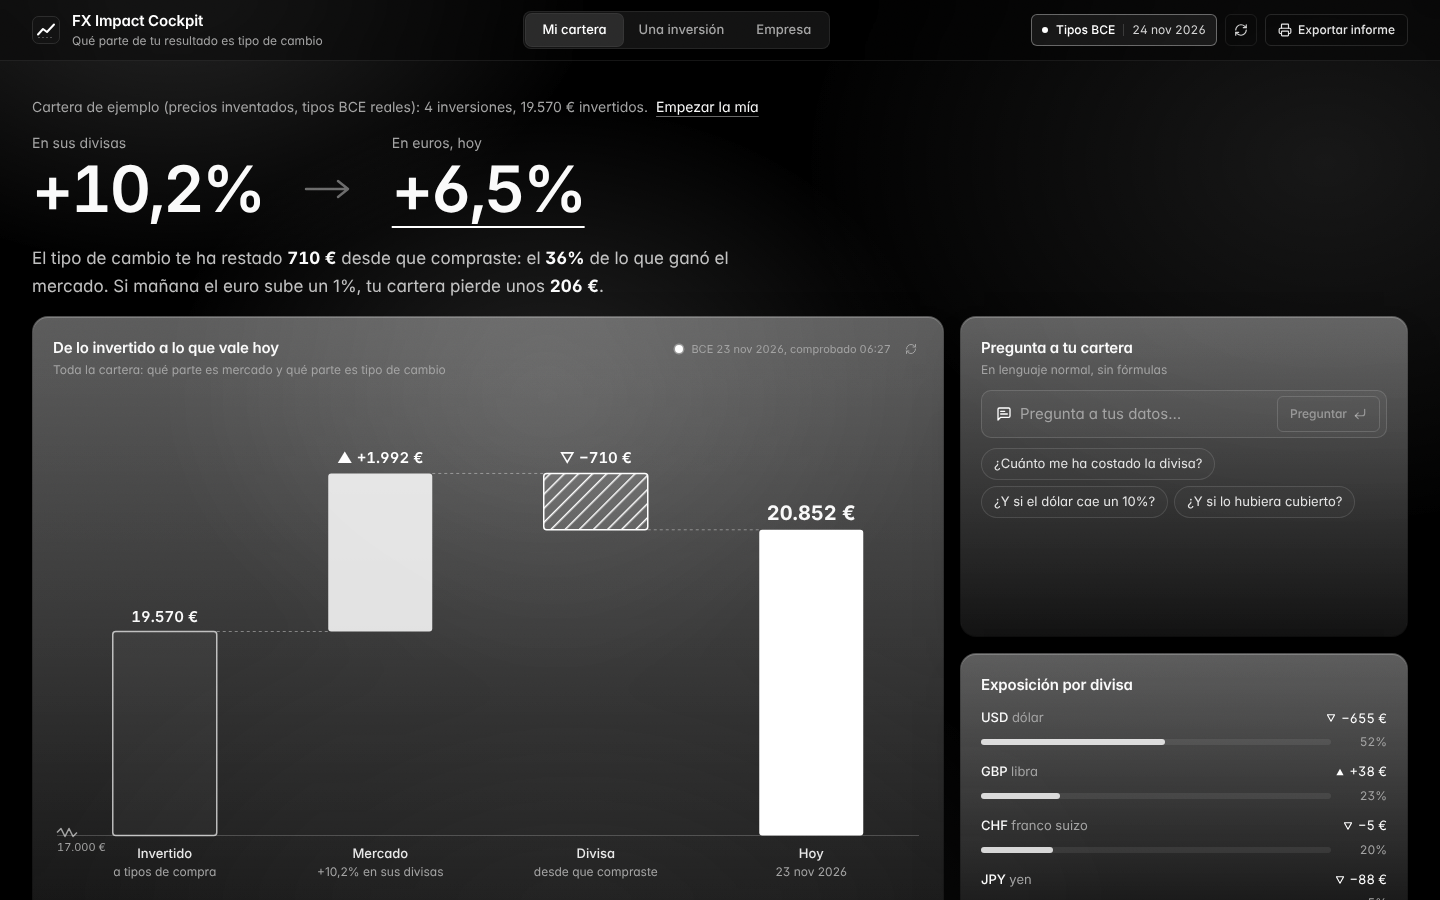 FX Impact Cockpit
Qué parte de tu resultado es tipo de cambio
Mi cartera
Una inversión
Empresa
Tipos BCE
24 nov 2026
Exportar informe
Cartera de ejemplo (precios inventados, tipos BCE reales): 4 inversiones, 19.570 € invertidos. Empezar la mía
En sus divisas
+10,2%
En euros, hoy
+6,5%
El tipo de cambio te ha restado 710 € desde que compraste: el 36% de lo que ganó el
mercado. Si mañana el euro sube un 1%, tu cartera pierde unos 206 €.
De lo invertido a lo que vale hoy
BCE 23 nov 2026, comprobado 06:27
Toda la cartera: qué parte es mercado y qué parte es tipo de cambio
▲ +1.992 €
▽ −710 €
20.852 €
19.570 €
17.000 €
Invertido
a tipos de compra
Mercado
+10,2% en sus divisas
Divisa
desde que compraste
Hoy
23 nov 2026
Pregunta a tu cartera
En lenguaje normal, sin fórmulas
Pregunta a tus datos...
Preguntar
¿Cuánto me ha costado la divisa?
¿Y si el dólar cae un 10%?
¿Y si lo hubiera cubierto?
Exposición por divisa
USD dólar
▽ −655 €
52%
GBP libra
▲ +38 €
23%
CHF franco suizo
▽ −5 €
20%
JPY yen
▽ −88 €